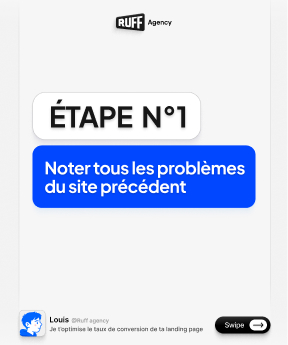 RUFF Agency
ÉTAPE N°1
Noter tous les problèmes
du site précédent
Louis @Ruff agency
Je t'optimise le taux de conversion de ta landing page
Swipe